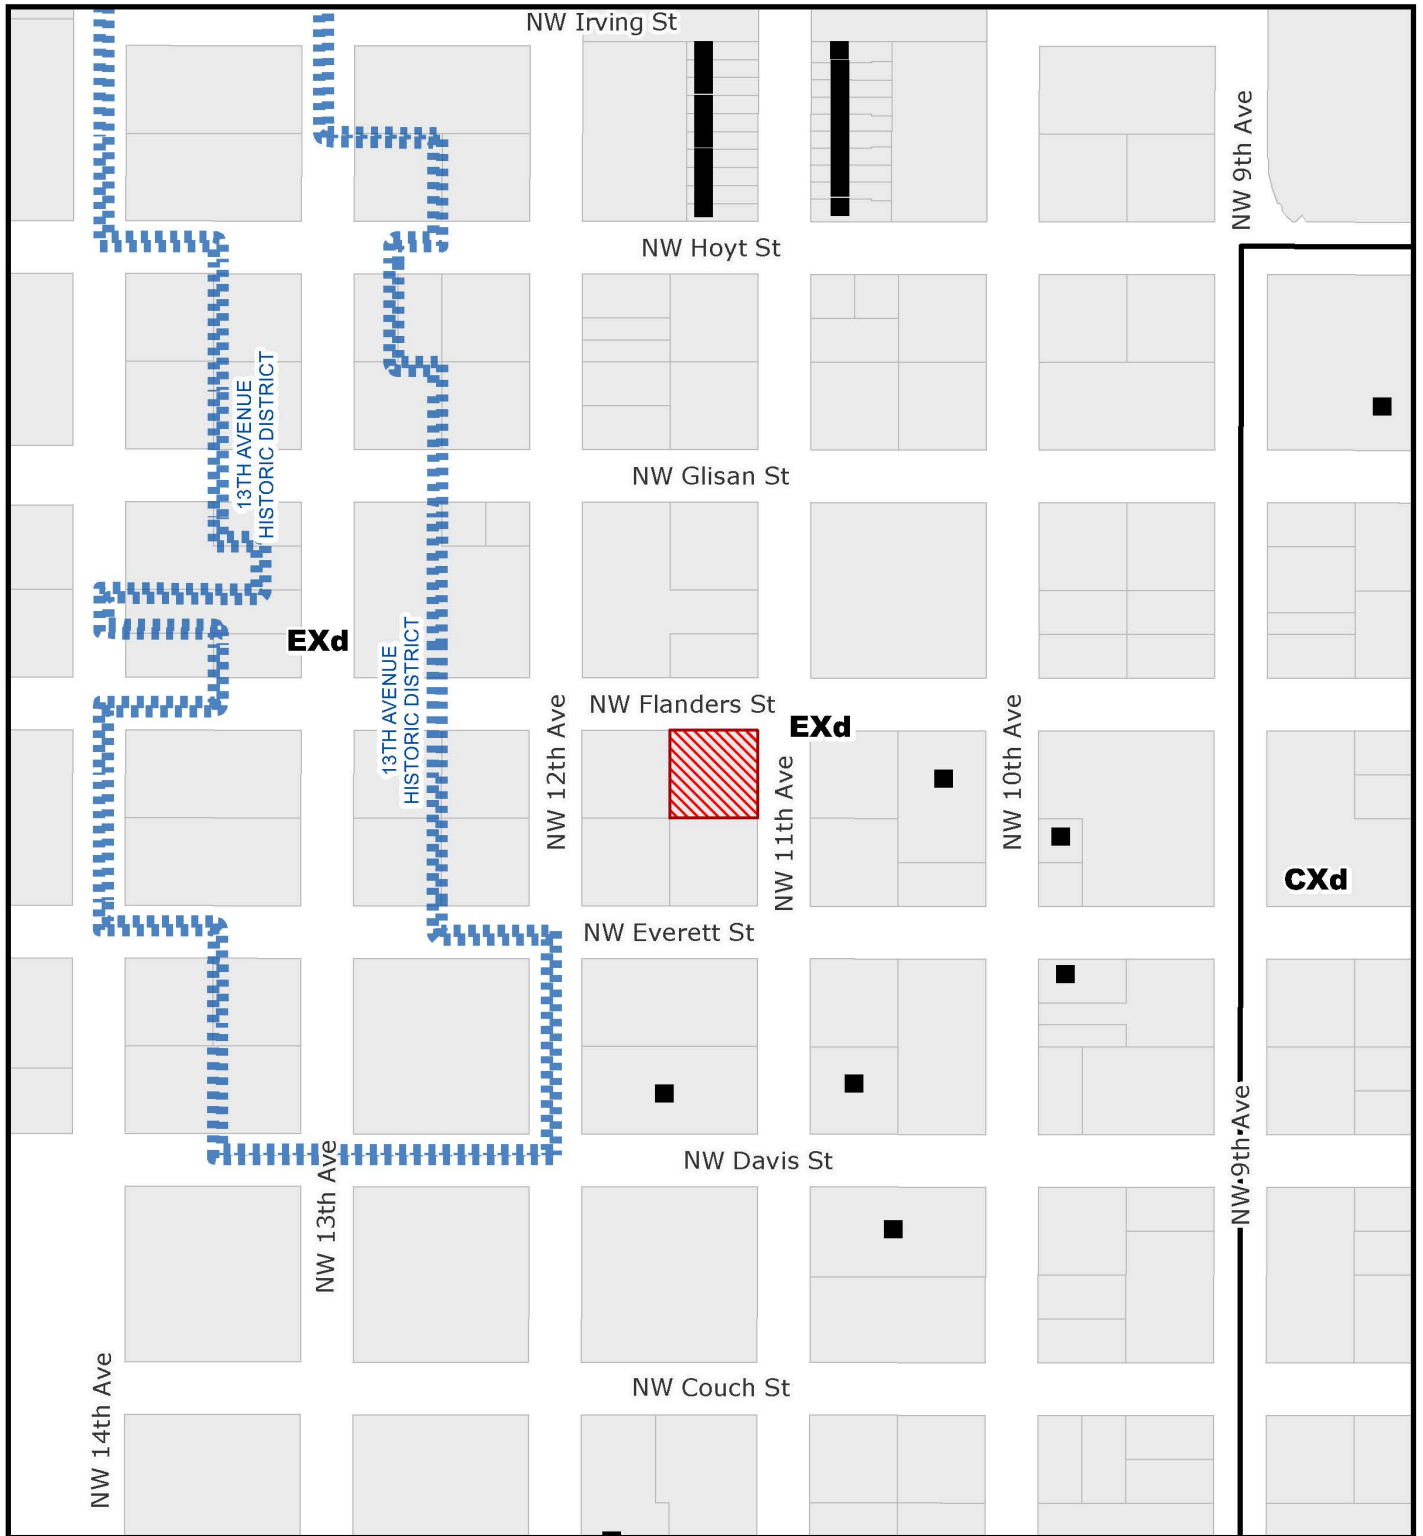 NW Irving St
NW 9th Ave
NW Hoyt St
13TH AVENUE
HISTORIC DISTRICT
NW Glisan St
EXd
13TH AVENUE
HISTORIC DISTRICT
NW Flanders St
NW 12th Ave
EXd
NW 11th Ave
NW 10th Ave
CXd
NW Everett St
NW Davis St
NW 13th Ave
NW 9th Ave
NW Couch St
NW 14th Ave